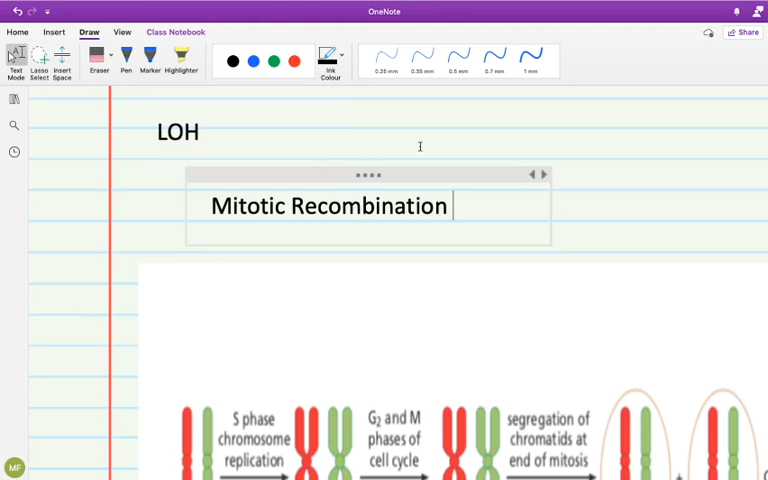 OneNote
Home Insert Draw View Class Notebook
Share
Text Mode
Lasso Select
Insert Space
Eraser
Pen
Marker
Highlighter
Ink Colour
0.25 mm
0.35 mm
0.5 mm
0.7 mm
1 mm
LOH
Mitotic Recombination
S phase
chromosome
replication
G2 and M
phases of
cell cycle
segregation of
chromatids at
end of mitosis
+
MF